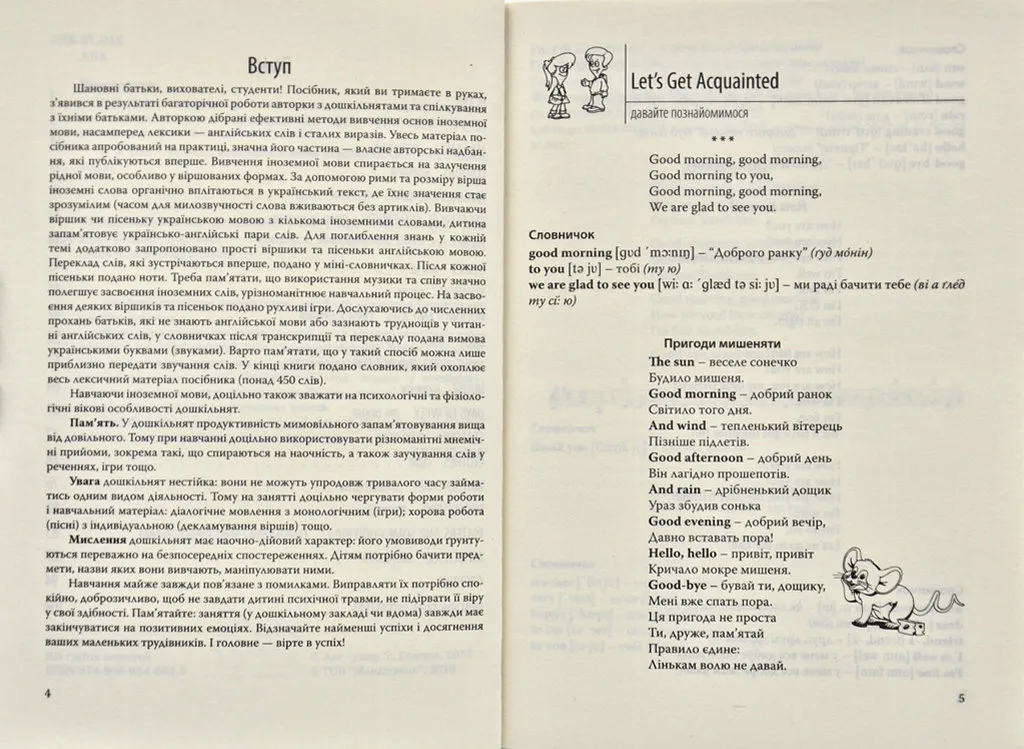 Вступ
Шановні батьки, вихователі, студенти! Посібник, який ви тримаєте в руках,
з’явився в результаті багаторічної роботи авторки з дошкільнятами та спілкування
з їхніми батьками. Авторкою дібрані ефективні методи вивчення основ іноземної
мови, насамперед лексики — англійських слів і сталих виразів. Увесь матеріал по-
сібника апробований на практиці, значна його частина — власне авторські надбан-
ня, які публікуються вперше. Вивчення іноземної мови спирається на залучення
рідної мови, особливо у віршованих формах. За допомогою рими та розміру вірша
іноземні слова органічно вплітаються в український текст, де їхнє значення стає
зрозумілим (часом для милозвучності слова вживаються без артиклів). Вивчаючи
віршик чи пісеньку українською мовою з кількома іноземними словами, дитина
запам’ятовує українсько-англійські пари слів. Для поглиблення знань у кожній
темі додатково запропоновано прості віршики та пісеньки англійською мовою.
Переклад слів, які зустрічаються вперше, подано у міні-словничках. Після кожної
пісеньки подано ноти. Треба пам’ятати, що використання музики та співу значно
полегшує засвоєння іноземних слів, урізноманітнює навчальний процес. На засво-
єння деяких віршиків та пісеньок подано рухливі ігри. Дослухаючись до численних
прохань батьків, які не знають англійської мови або зазнають труднощів у читан-
ні англійських слів, у словничках після транскрипції та перекладу подана вимова
українськими буквами (звуками). Варто пам’ятати, що у такий спосіб можна лише
приблизно передати звучання слів. У кінці книги подано словник, який охоплює
весь лексичний матеріал посібника (понад 450 слів).
Навчаючи іноземної мови, доцільно також зважати на психологічні та фізіоло-
гічні вікові особливості дошкільнят.
Пам’ять. У дошкільнят продуктивність мимовільного запам’ятовування вища
від довільного. Тому при навчанні доцільно використовувати різноманітні мнеміч-
ні прийоми, зокрема такі, що спираються на наочність, а також заучування слів у
реченнях, ігри тощо.
Увага дошкільнят нестійка: вони не можуть упродовж тривалого часу займа-
тись одним видом діяльності. Тому на занятті доцільно чергувати форми роботи
і навчальний матеріал: діалогічне мовлення з монологічним (ігри); хорова робота
(пісні) з індивідуальною (декламування віршів) тощо.
Мислення дошкільнят має наочно-дійовий характер: його умовиводи ґрунту-
ються переважно на безпосередніх спостереженнях. Дітям потрібно бачити пред-
мети, назви яких вони вивчають, маніпулювати ними.
Навчання майже завжди пов’язане з помилками. Виправляти їх потрібно спо-
кійно, доброзичливо, щоб не завдати дитині психічної травми, не підірвати її віру
у свої здібності. Пам’ятайте: заняття (у дошкільному закладі чи вдома) завжди має
закінчуватися на позитивних емоціях. Відзначайте найменші успіхи і досягнення
ваших маленьких трудівників. І головне — вірте в успіх!
4
Let’s Get Acquainted
давайте познайомимося
* * *
Good morning, good morning,
Good morning to you,
Good morning, good morning,
We are glad to see you.
Словничок
good morning [gʊd ˈmɔ:nɪŋ] – “Доброго ранку” (ґуд мо́нін)
to you [tə jʊ] – тобі (ту ю)
we are glad to see you [wi: ɑ: ˈglæd tə si: jʊ] – ми раді бачити тебе (ві а ґле́д
ту сі: ю)
Пригоди мишеняти
The sun – веселе сонечко
Будило мишеня.
Good morning – добрий ранок
Світило того дня.
And wind – тепленький вітерець
Пізніше підлетів.
Good afternoon – добрий день
Він лагідно прошепотів.
And rain – дрібненький дощик
Ураз збудив сонька
Good evening – добрий вечір,
Давно вставать пора!
Hello, hello – привіт, привіт
Кричало мокре мишеня.
Good-bye – бувай ти, дощику,
Мені вже спать пора.
Ця пригода не проста
Ти, друже, пам’ятай
Правило єдине:
Лінькам волю не давай.
5